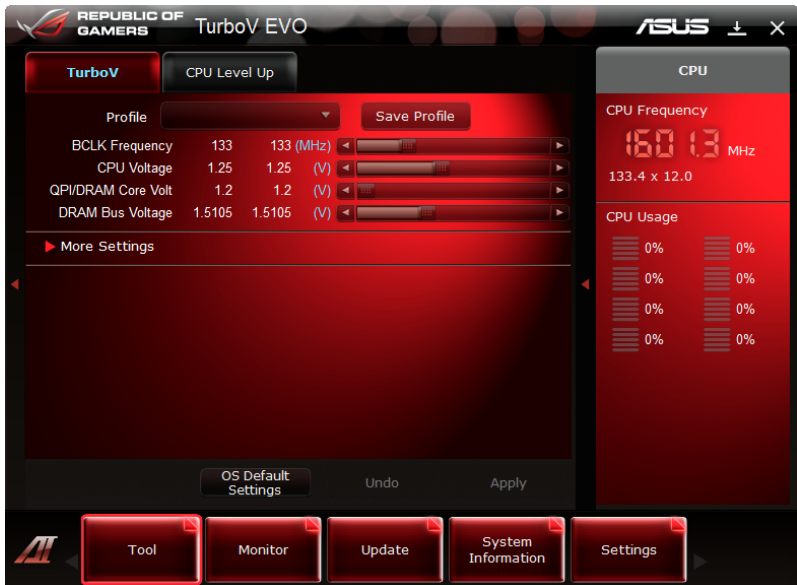 REPUBLIC OF
GAMERS
TurboV EVO
ASUS
TurboV
CPU Level Up
CPU
Profile
Save Profile
BCLK Frequency 133 133 (MHz)
CPU Voltage 1.25 1.25 (V)
QPI/DRAM Core Volt 1.2 1.2 (V)
DRAM Bus Voltage 1.5105 1.5105 (V)
More Settings
CPU Frequency
1601.3 MHz
133.4 x 12.0
CPU Usage
0% 0%
0% 0%
0% 0%
0% 0%
OS Default
Settings
Undo
Apply
AI
Tool
Monitor
Update
System
Information
Settings